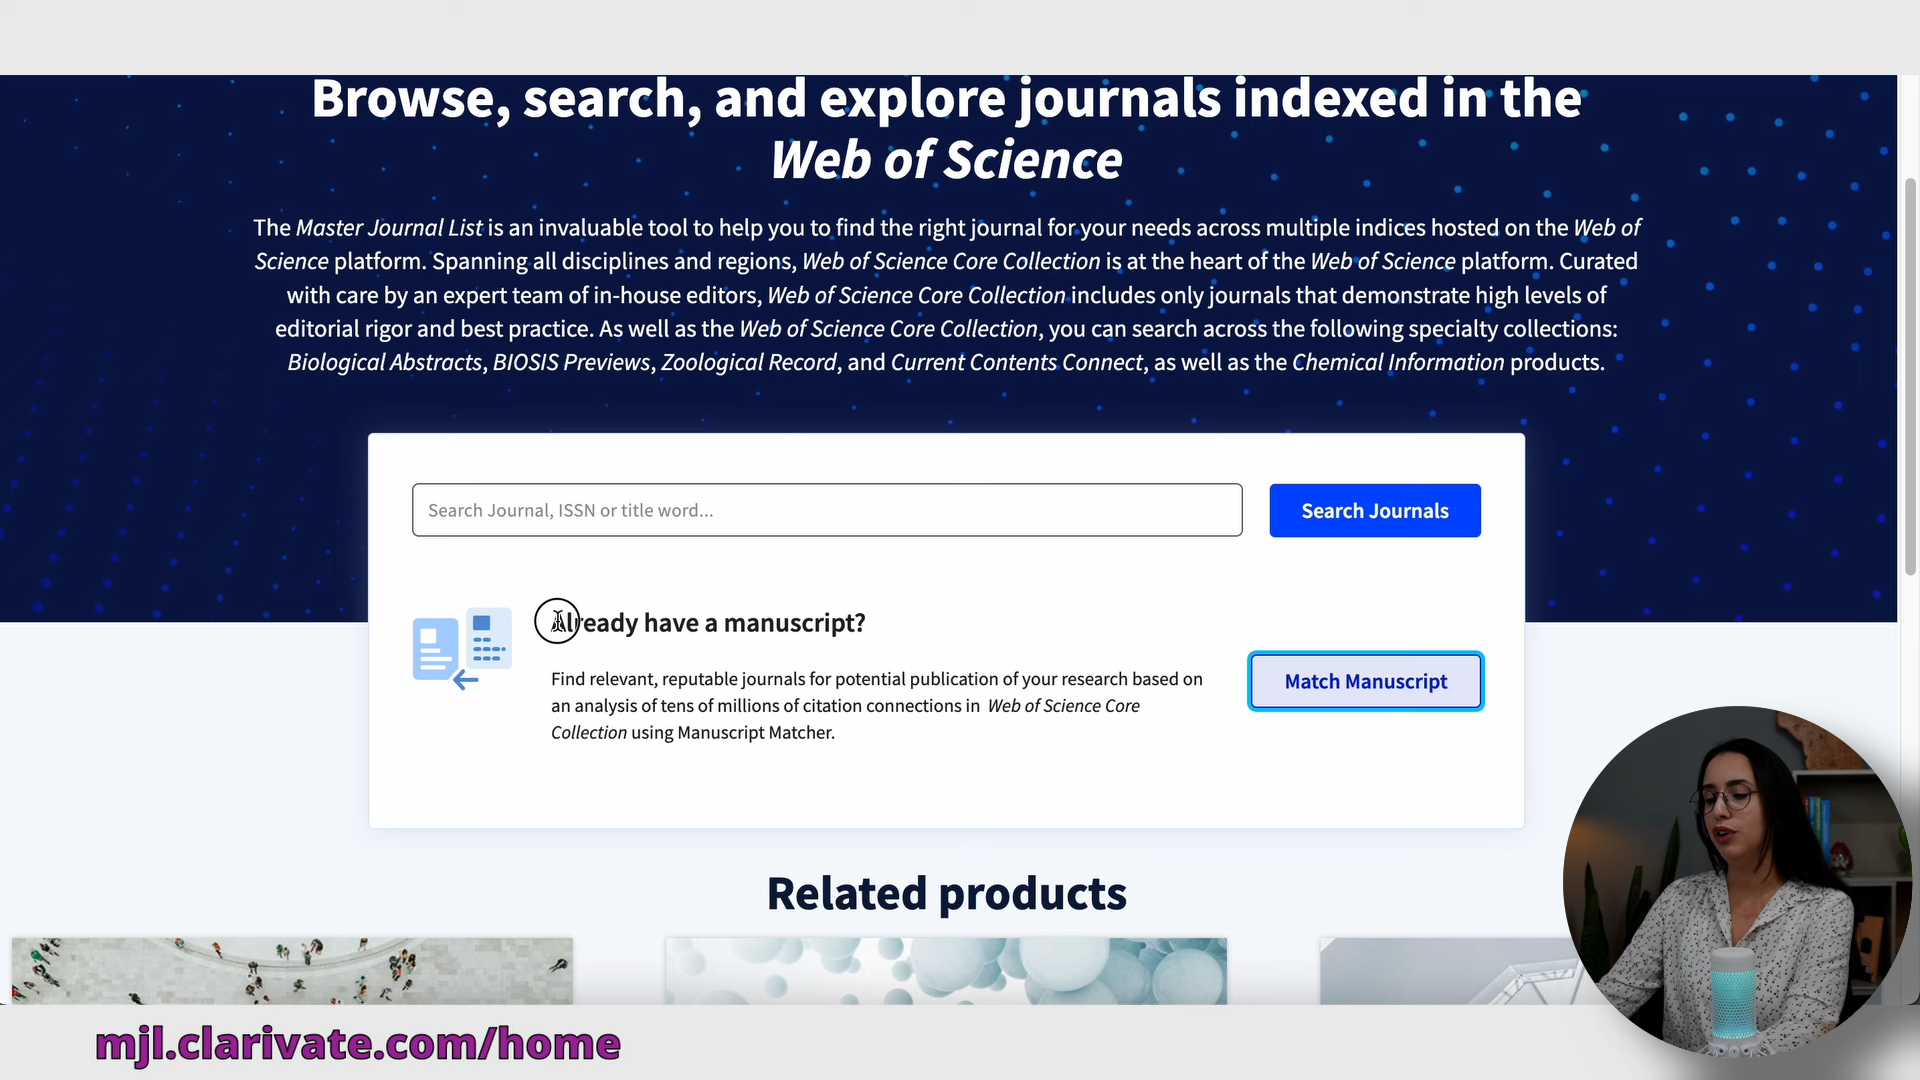 Browse, search, and explore journals indexed in the
Web of Science
The Master Journal List is an invaluable tool to help you to find the right journal for your needs across multiple indices hosted on the Web of
Science platform. Spanning all disciplines and regions, Web of Science Core Collection is at the heart of the Web of Science platform. Curated
with care by an expert team of in-house editors, Web of Science Core Collection includes only journals that demonstrate high levels of
editorial rigor and best practice. As well as the Web of Science Core Collection, you can search across the following specialty collections:
Biological Abstracts, BIOSIS Previews, Zoological Record, and Current Contents Connect, as well as the Chemical Information products.
Search Journal, ISSN or title word...
Search Journals
Already have a manuscript?
Find relevant, reputable journals for potential publication of your research based on
an analysis of tens of millions of citation connections in Web of Science Core
Collection using Manuscript Matcher.
Match Manuscript
Related products
mjl.clarivate.com/home